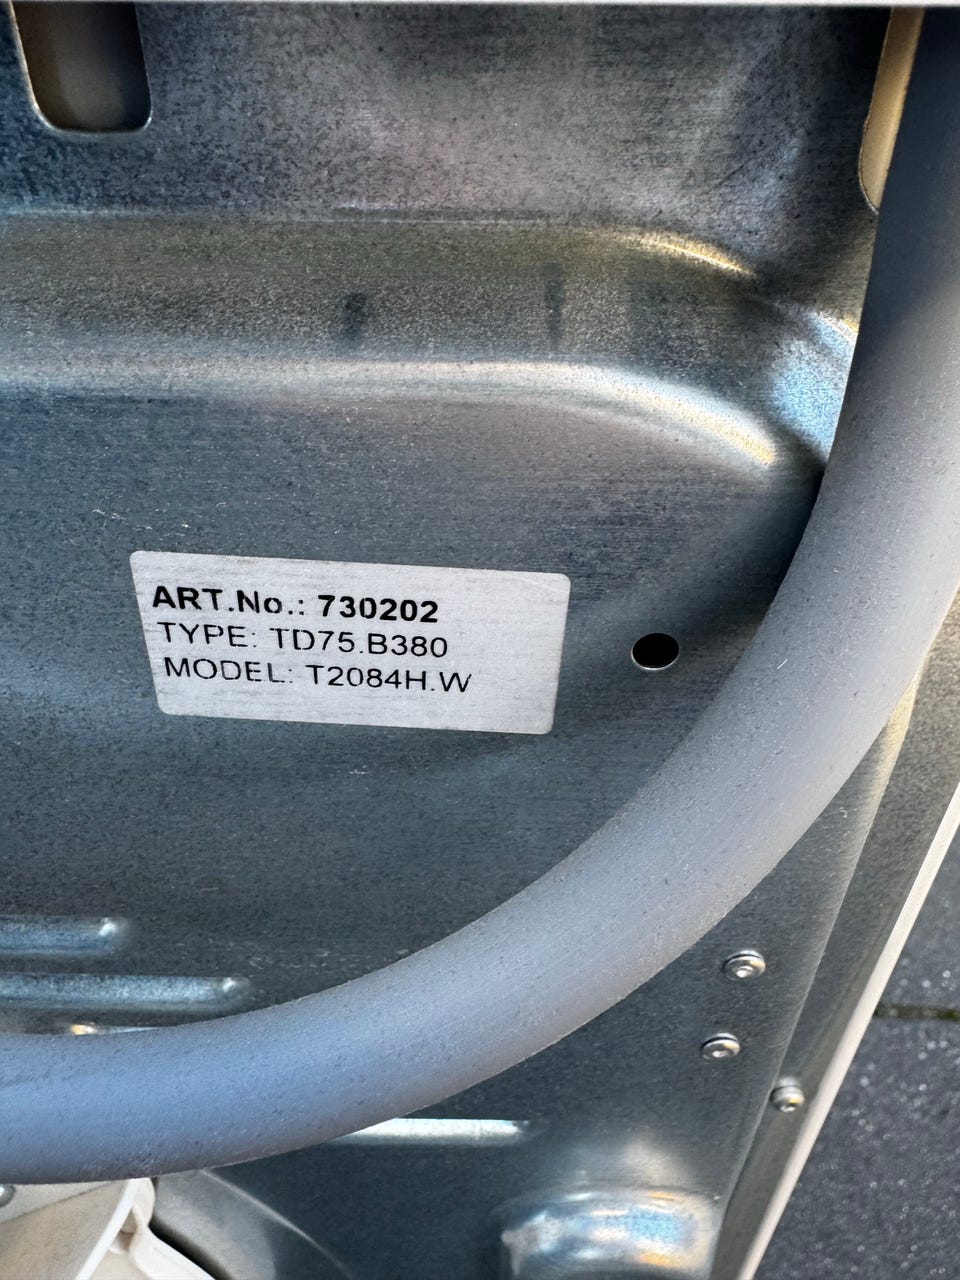 ART.No.: 730202
TYPE: TD75.B380
MODEL: T2084H.W